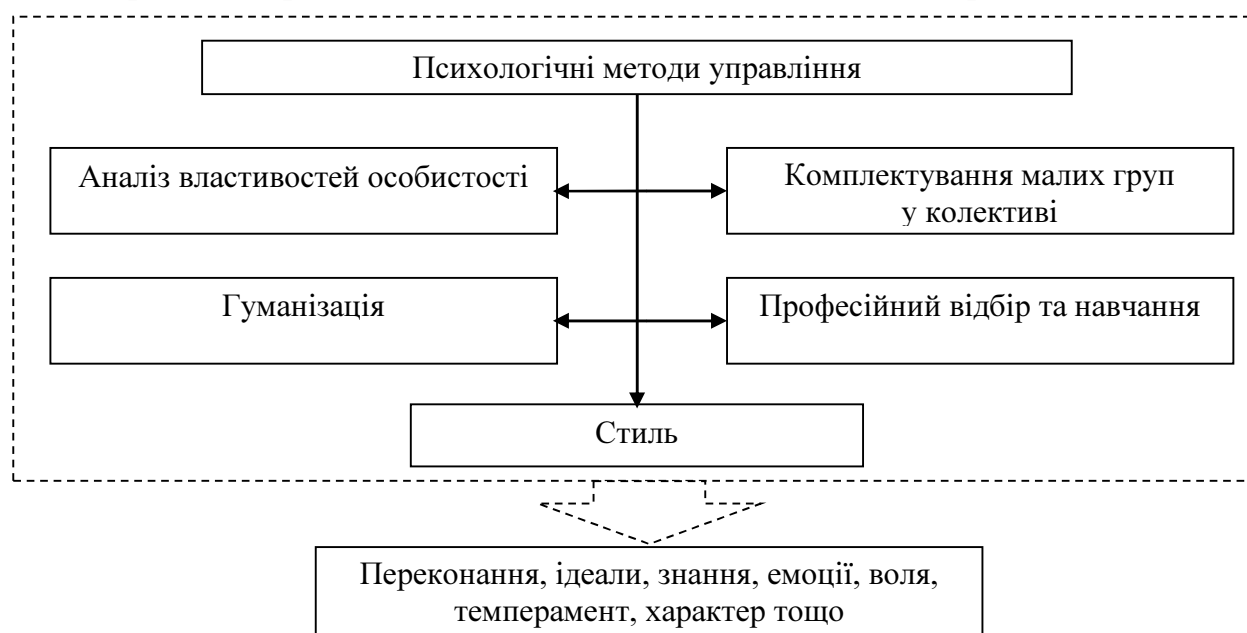 Психологічні методи управління
Аналіз властивостей особистості
Комплектування малих груп
у колективі
Гуманізація
Професійний відбір та навчання
Стиль
Переконання, ідеали, знання, емоції, воля,
темперамент, характер тощо